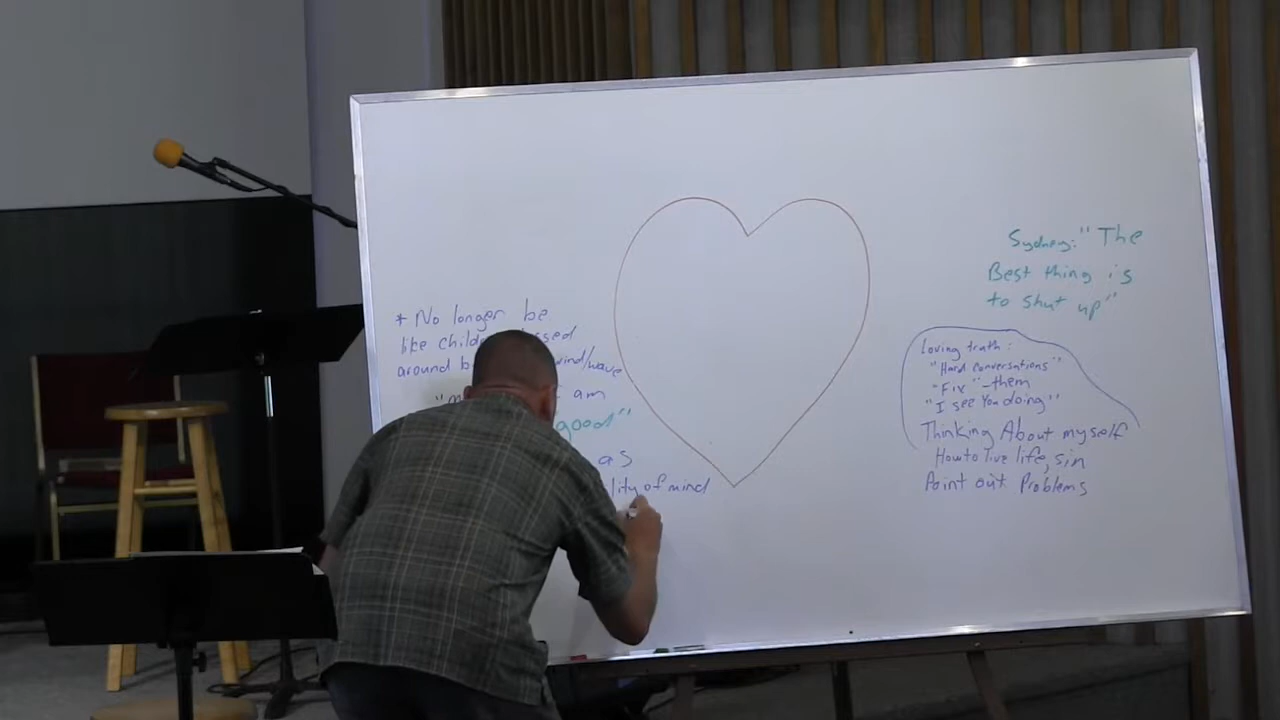 * No longer be
like
around wind/wave
am
good"
as
of mind
Sydney: "The
Best thing is
to shut up"
Loving truth:
"Hard conversations"
"Fix" - them
"I see You doing"
Thinking About myself
How to live life, sin
Point out Problems